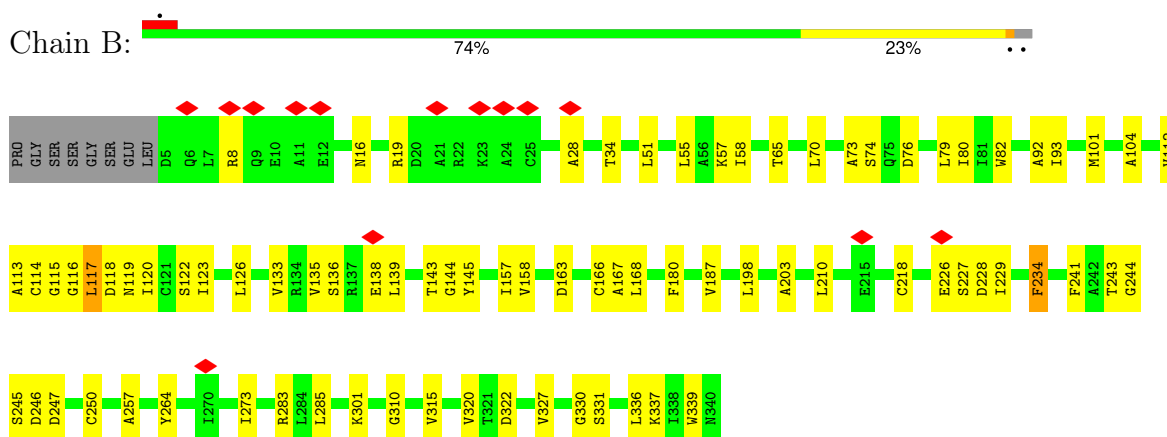 Chain B:
74% 23%
PRO GLY SER SER GLY SER GLU LEU D5 Q6 L7 R8 Q9 E10 A11 E12 N16 R19 D20 A21 R22 K23 A24 C25 A28 T34 L51 L55 A56 K57 I58 T65 L70 A73 S74 Q75 D76 L79 I80 I81 W82 A92 I93 M101 A104
A113 C114 G115 G116 L117 D118 N119 I120 C121 S122 I123 L126 V133 R134 V135 S136 R137 E138 L139 T143 G144 Y145 I157 V158 D163 C166 A167 L168 F180 V187 L198 A203 L210 E215 C218 E226 S227 D228 I229 F234 F241 A242 T243 G244
S245 D246 D247 C250 A257 Y264 I270 I273 R283 L284 L285 K301 G310 V315 V320 T321 D322 V327 G330 S331 L336 K337 I338 W339 N340